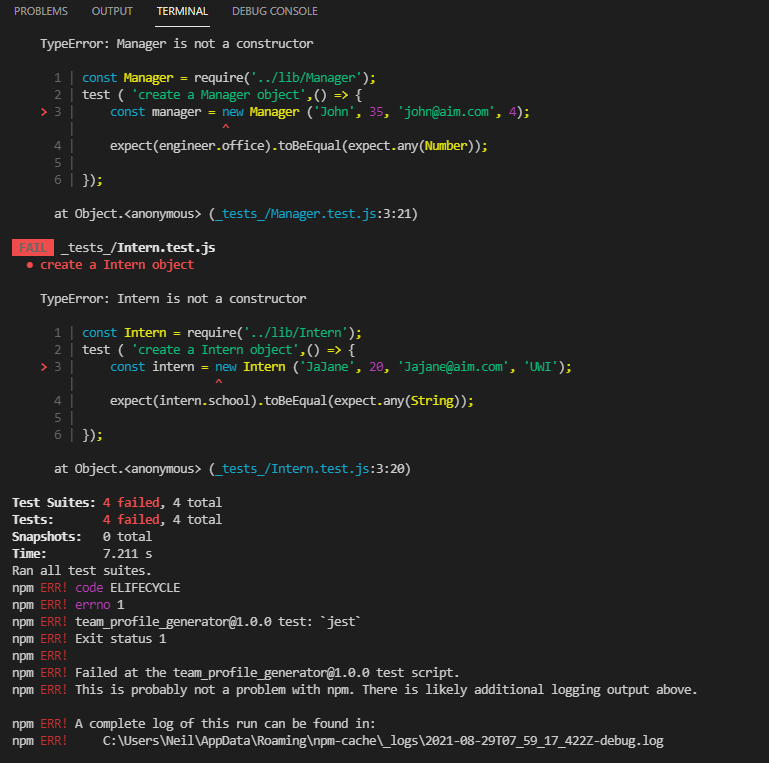 PROBLEMS OUTPUT TERMINAL DEBUG CONSOLE
TypeError: Manager is not a constructor
1 | const Manager = require('../lib/Manager');
2 | test ( 'create a Manager object',() => {
> 3 |     const manager = new Manager ('John', 35, 'john@aim.com', 4);
|                     ^
4 |     expect(engineer.office).toBeEqual(expect.any(Number));
5 |
6 | });
at Object.<anonymous> (_tests_/Manager.test.js:3:21)
FAIL _tests_/Intern.test.js
● create a Intern object
TypeError: Intern is not a constructor
1 | const Intern = require('../lib/Intern');
2 | test ( 'create a Intern object',() => {
> 3 |     const intern = new Intern ('JaJane', 20, 'Jajane@aim.com', 'UWI');
|                    ^
4 |     expect(intern.school).toBeEqual(expect.any(String));
5 |
6 | });
at Object.<anonymous> (_tests_/Intern.test.js:3:20)
Test Suites: 4 failed, 4 total
Tests:       4 failed, 4 total
Snapshots:   0 total
Time:        7.211 s
Ran all test suites.
npm ERR! code ELIFECYCLE
npm ERR! errno 1
npm ERR! team_profile_generator@1.0.0 test: `jest`
npm ERR! Exit status 1
npm ERR!
npm ERR! Failed at the team_profile_generator@1.0.0 test script.
npm ERR! This is probably not a problem with npm. There is likely additional logging output above.
npm ERR! A complete log of this run can be found in:
npm ERR!     C:\Users\Neil\AppData\Roaming\npm-cache\_logs\2021-08-29T07_59_17_422Z-debug.log